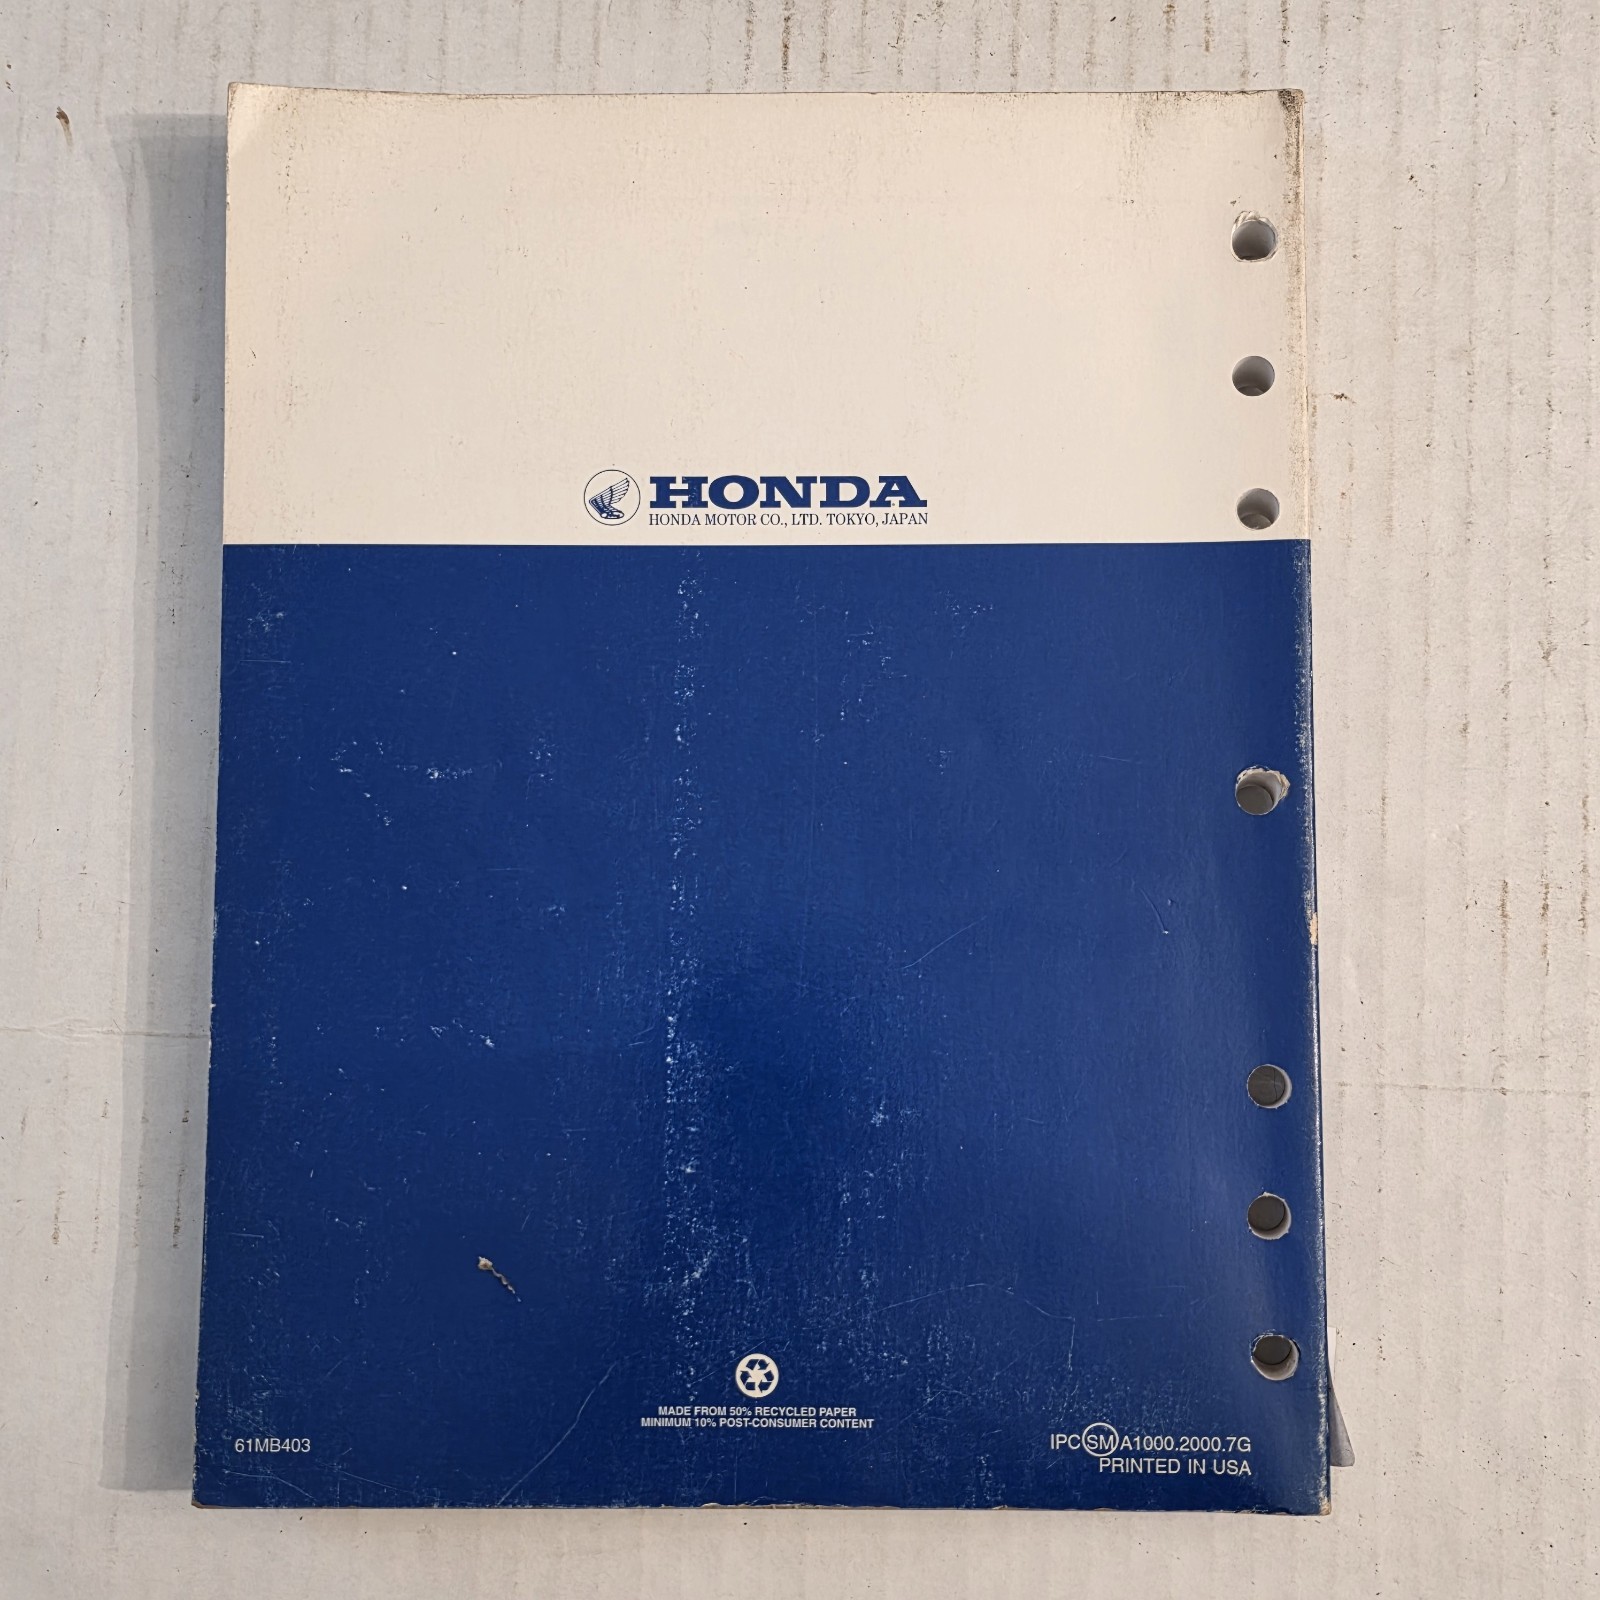 HONDA
HONDA MOTOR CO., LTD. TOKYO, JAPAN
MADE FROM 50% RECYCLED PAPER
MINIMUM 10% POST-CONSUMER CONTENT
61MB403
IPC SM A1000.2000.7G
PRINTED IN USA